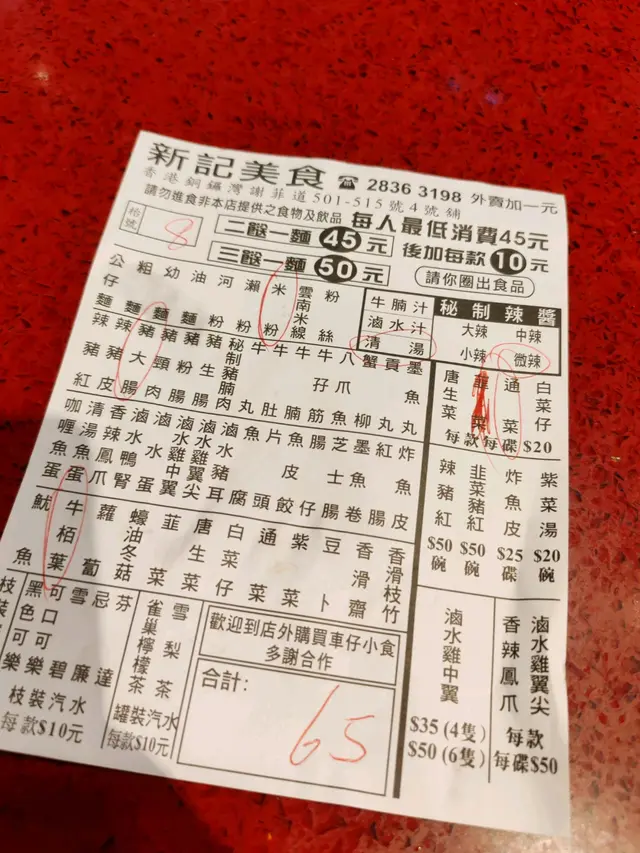 新記美食 ☎ 2836 3198 外賣加一元
香港銅鑼灣謝菲道501-515號4號舖
請勿進食非本店提供之食物及飲品 每人最低消費45元
枱號 8
二餸一麵 45 元
三餸一麵 50 元
後加每款 10 元
請你圈出食品
公仔麵
粗麵
幼麵
油麵
河粉
瀨粉
米粉
雲南米線
粉絲
牛腩汁
滷水汁
清湯
秘制辣醬
大辣 中辣
小辣 微辣
辣豬紅
辣豬皮
豬大腸
豬頸肉
豬粉腸
豬生腸
秘制豬腩肉
牛丸
牛肚
牛腩
牛仔筋
八爪魚
蟹柳
貢丸
墨魚丸
咖喱魚蛋
清湯魚蛋
香辣鳳爪
滷水鴨腎
滷水蛋
滷水雞中翼
滷水雞翼尖
滷水豬耳
魚腐
片頭
魚皮餃
腸仔
芝士腸
墨魚卷
紅腸
炸魚皮
魷魚
牛栢葉
蘿蔔
蠔油冬菇
韮菜
唐生菜
白菜仔
通菜
紫菜
豆卜
香滑齋
香滑枝竹
唐生菜
韮菜
通菜
白菜仔
每款每碟$20
辣豬紅 $50碗
韮菜豬紅 $50碗
炸魚皮 $25碟
紫菜湯 $20碗
枝裝可樂
黑色可樂
可口可樂
雪碧
忌廉
芬達
枝裝汽水
每款$10元
雀巢檸檬茶
雪梨茶
罐裝汽水
每款$10元
歡迎到店外購買車仔小食
多謝合作
合計:
65
滷水雞中翼
$35 (4隻)
$50 (6隻)
香辣鳳爪
滷水雞翼尖
每款
每碟$50